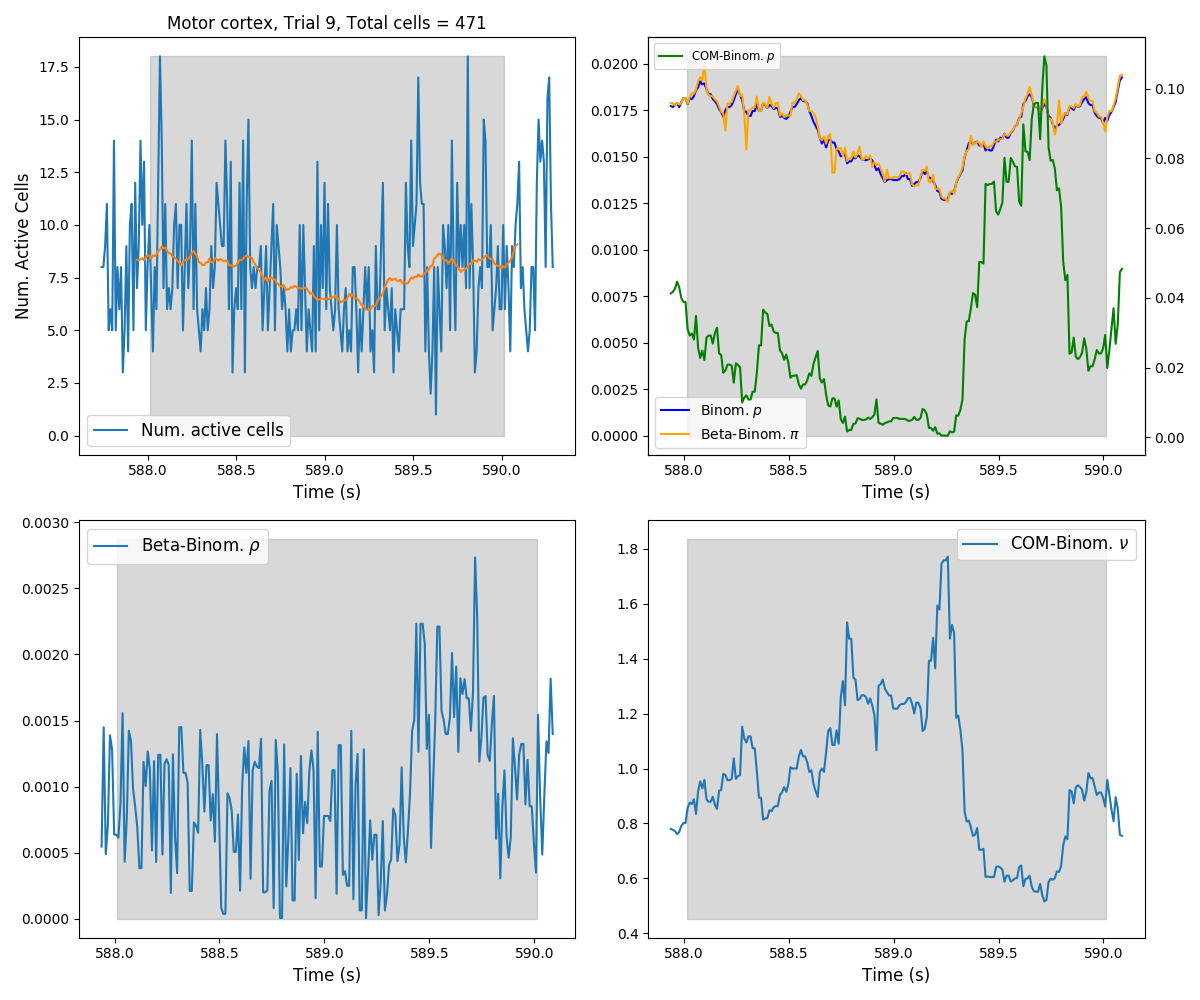 Motor cortex, Trial 9, Total cells = 471
Num. Active Cells
17.5
15.0
12.5
10.0
7.5
5.0
2.5
0.0
Num. active cells
588.0 588.5 589.0 589.5 590.0
Time (s)
COM-Binom. p
0.0200
0.0175
0.0150
0.0125
0.0100
0.0075
0.0050
0.0025
0.0000
0.10
0.08
0.06
0.04
0.02
0.00
Binom. p
Beta-Binom. π
588.0 588.5 589.0 589.5 590.0
Time (s)
Beta-Binom. ρ
0.0030
0.0025
0.0020
0.0015
0.0010
0.0005
0.0000
588.0 588.5 589.0 589.5 590.0
Time (s)
COM-Binom. ν
1.8
1.6
1.4
1.2
1.0
0.8
0.6
0.4
588.0 588.5 589.0 589.5 590.0
Time (s)